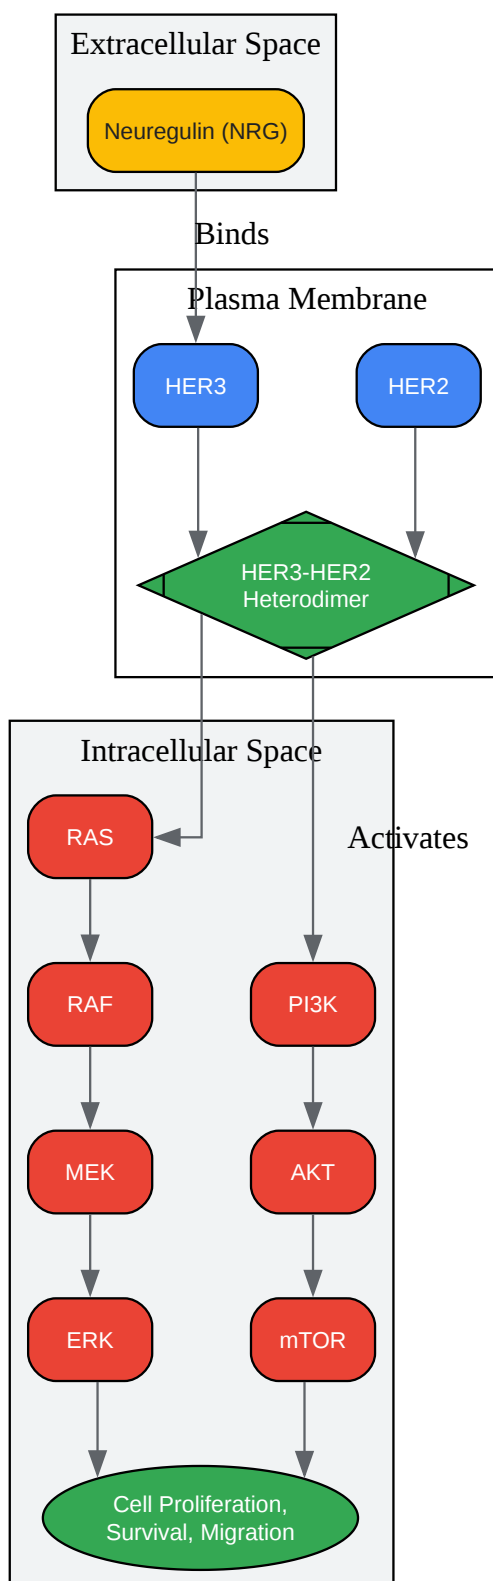 Extracellular Space
Neuregulin (NRG)
Binds
Plasma Membrane
HER3
HER2
HER3-HER2
Heterodimer
Intracellular Space
RAS
Activates
RAF
PI3K
MEK
AKT
ERK
mTOR
Cell Proliferation,
Survival, Migration